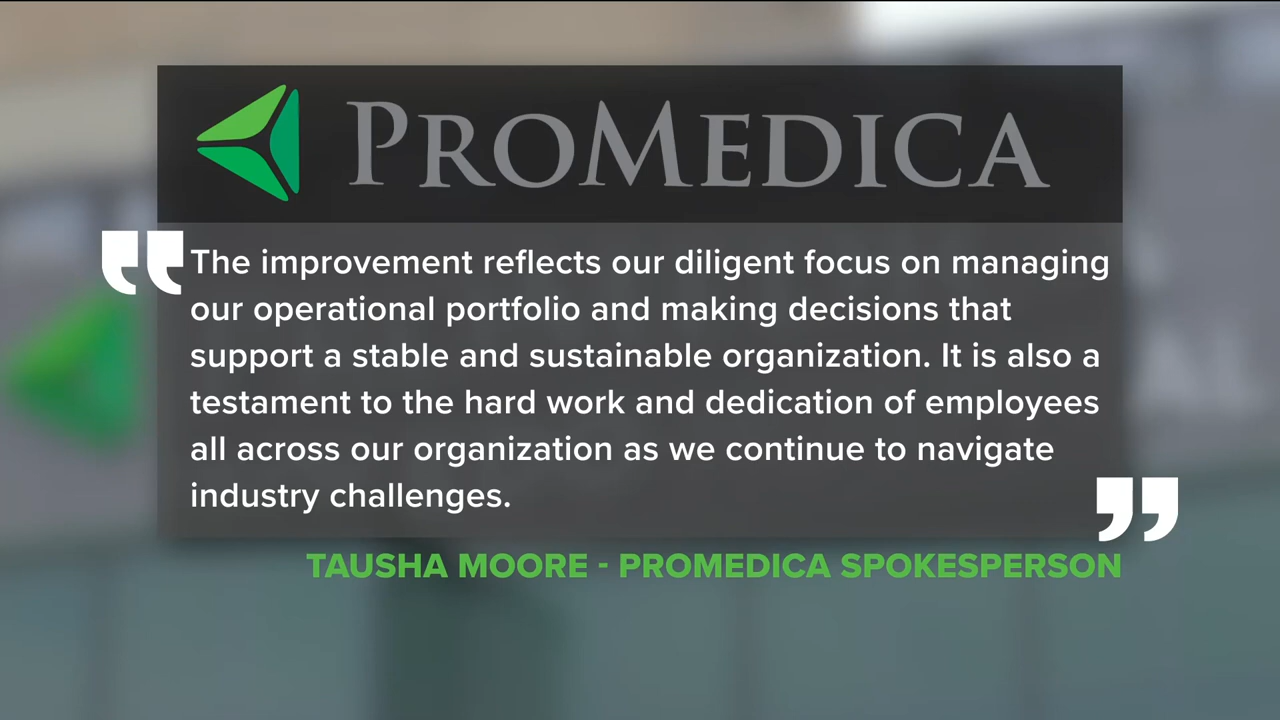 PROMEDICA
The improvement reflects our diligent focus on managing
our operational portfolio and making decisions that
support a stable and sustainable organization. It is also a
testament to the hard work and dedication of employees
all across our organization as we continue to navigate
industry challenges.
TAUSHA MOORE - PROMEDICA SPOKESPERSON